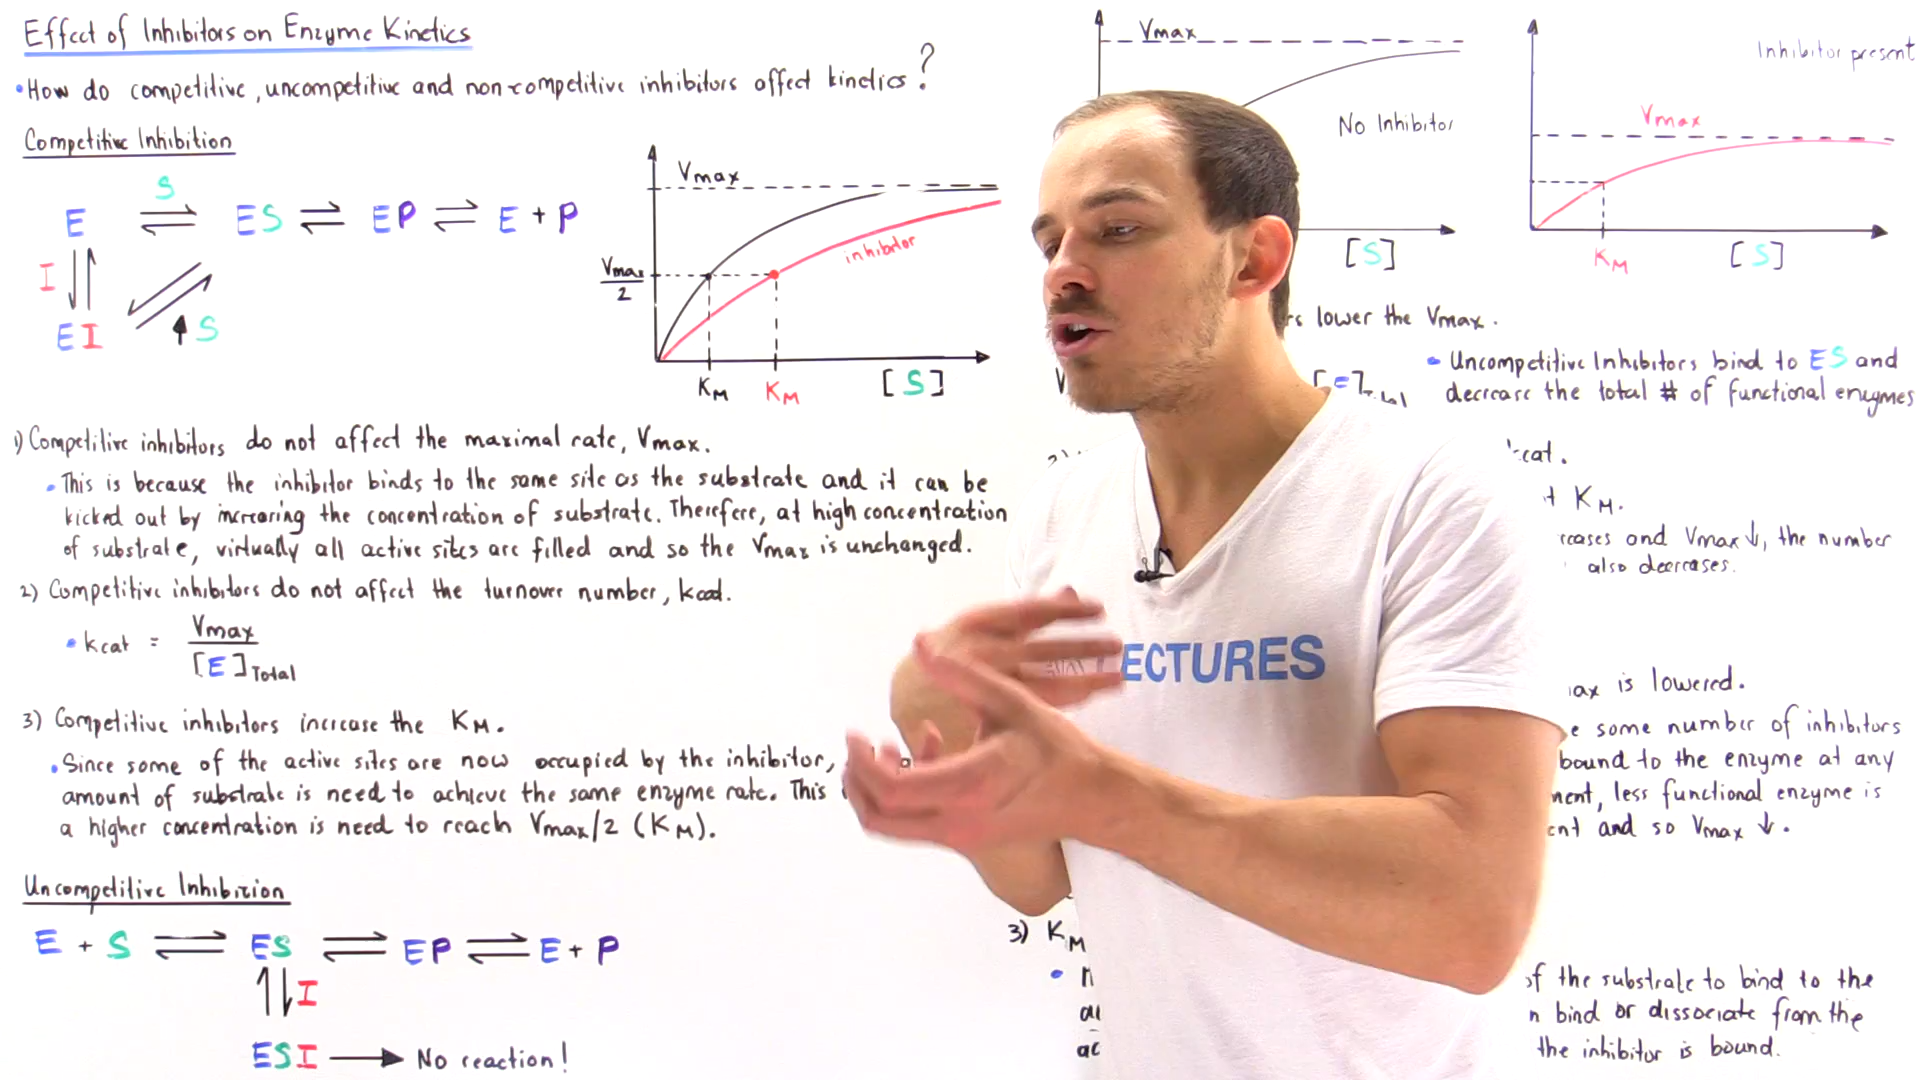 Effect of Inhibitors on Enzyme Kinetics
• How do competitive, uncompetitive and noncompetitive inhibitors affect kinetics?
Competitive Inhibition
S
E ⇌ ES ⇌ EP ⇌ E + P
I
EI
↑ S
Vmax
Vmax
2
inhibitor
KM KM [S]
1) Competitive inhibitors do not affect the maximal rate, Vmax.
• This is because the inhibitor binds to the same site as the substrate and it can be
kicked out by increasing the concentration of substrate. Therefore, at high concentration
of substrate, virtually all active sites are filled and so the Vmax is unchanged.
2) Competitive inhibitors do not affect the turnover number, kcat.
• kcat = Vmax
[E]Total
3) Competitive inhibitors increase the KM.
• Since some of the active sites are now occupied by the inhibitor,
amount of substrate is need to achieve the same enzyme rate. This
a higher concentration is need to reach Vmax/2 (KM).
Uncompetitive Inhibition
E + S ⇌ ES ⇌ EP ⇌ E + P
I
ESI → No reaction!
Vmax
No Inhibitor
[S]
Inhibitor present
Vmax
KM [S]
lower the Vmax.
• Uncompetitive Inhibitors bind to ES and
decrease the total # of functional enzymes
kcat.
KM.
and Vmax↓, the number
also decreases.
is lowered.
some number of inhibitors
bound to the enzyme at any
less functional enzyme is
and so Vmax ↓.
3) KM
of the substrate to bind to the
bind or dissociate from the
the inhibitor is bound.
ECTURES